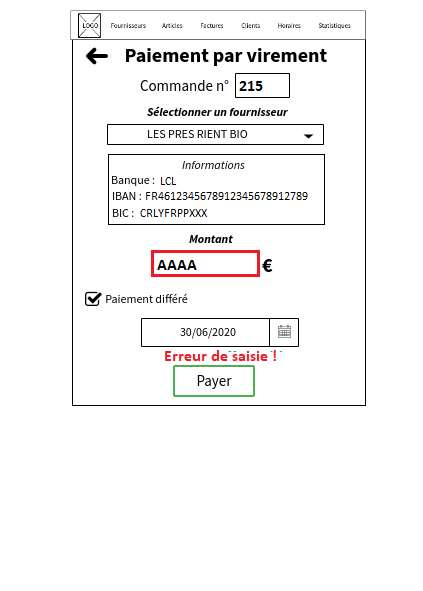 LOGO Fournisseurs Articles Factures Clients Horaires Statistiques
Paiement par virement
Commande n° 215
Sélectionner un fournisseur
LES PRES RIENT BIO
Informations
Banque : LCL
IBAN : FR4612345678912345678912789
BIC : CRLYFRPPXXX
Montant
AAAA €
Paiement différé
30/06/2020
Erreur de saisie !
Payer